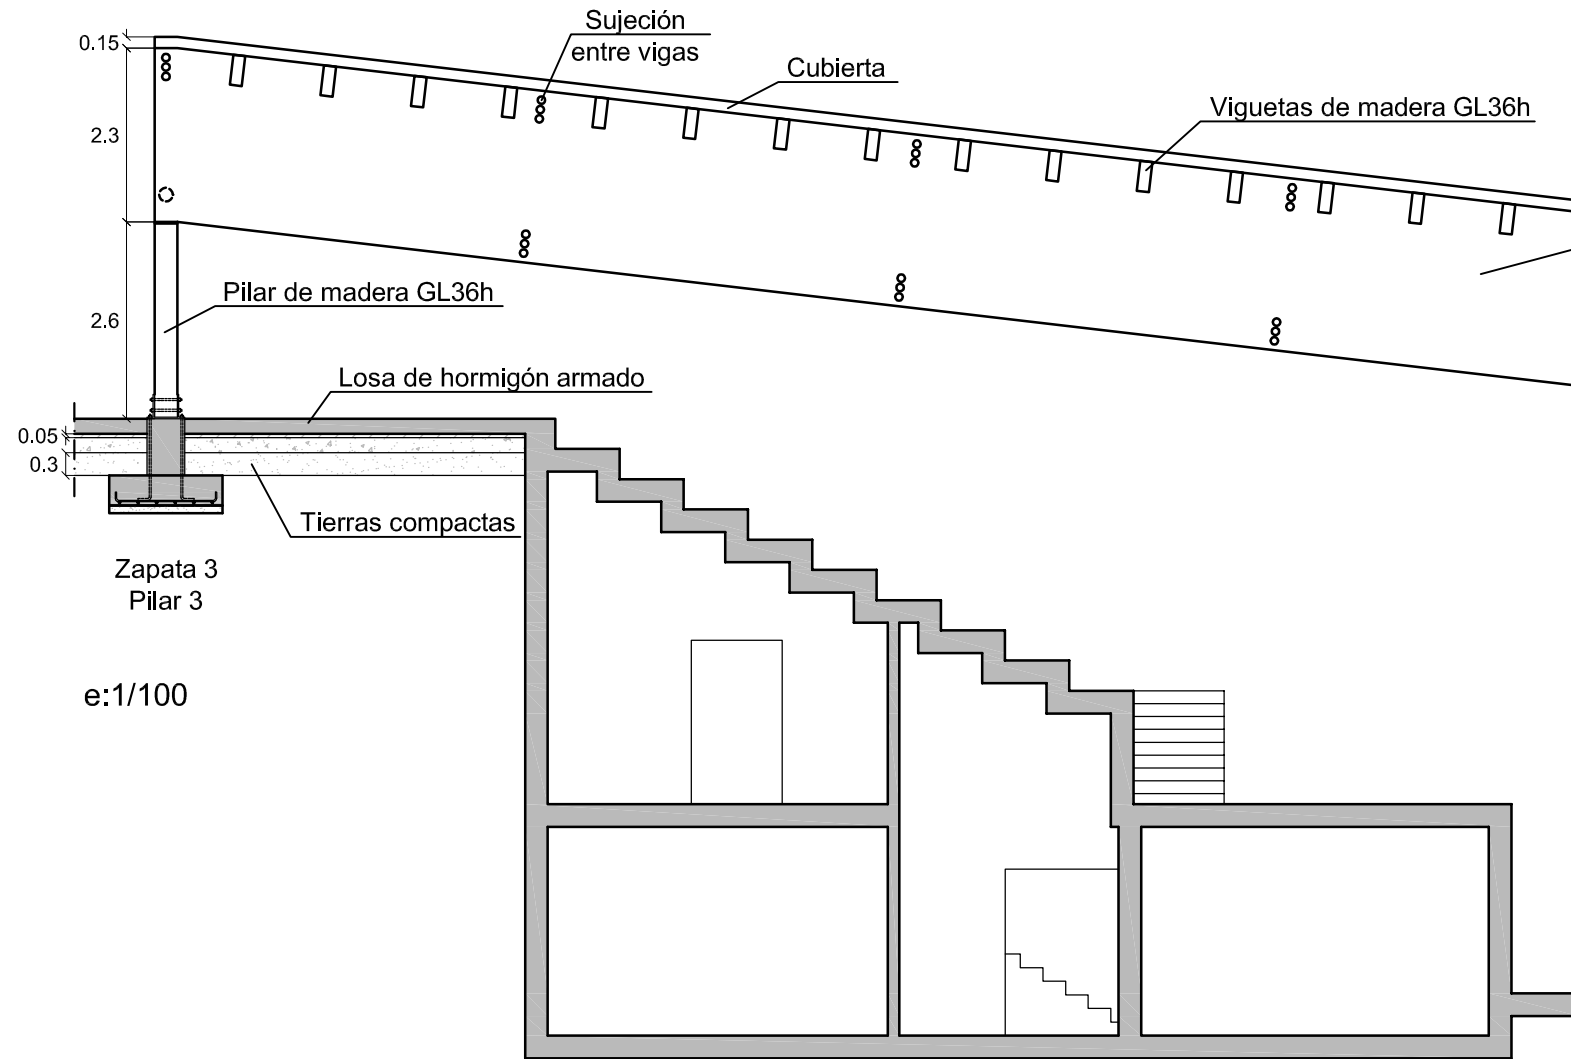 Sujeción
entre vigas
0.15
Cubierta
Viguetas de madera GL36h
2.3
Pilar de madera GL36h
2.6
Losa de hormigón armado
0.05
0.3
Tierras compactas
Zapata 3
Pilar 3
e:1/100